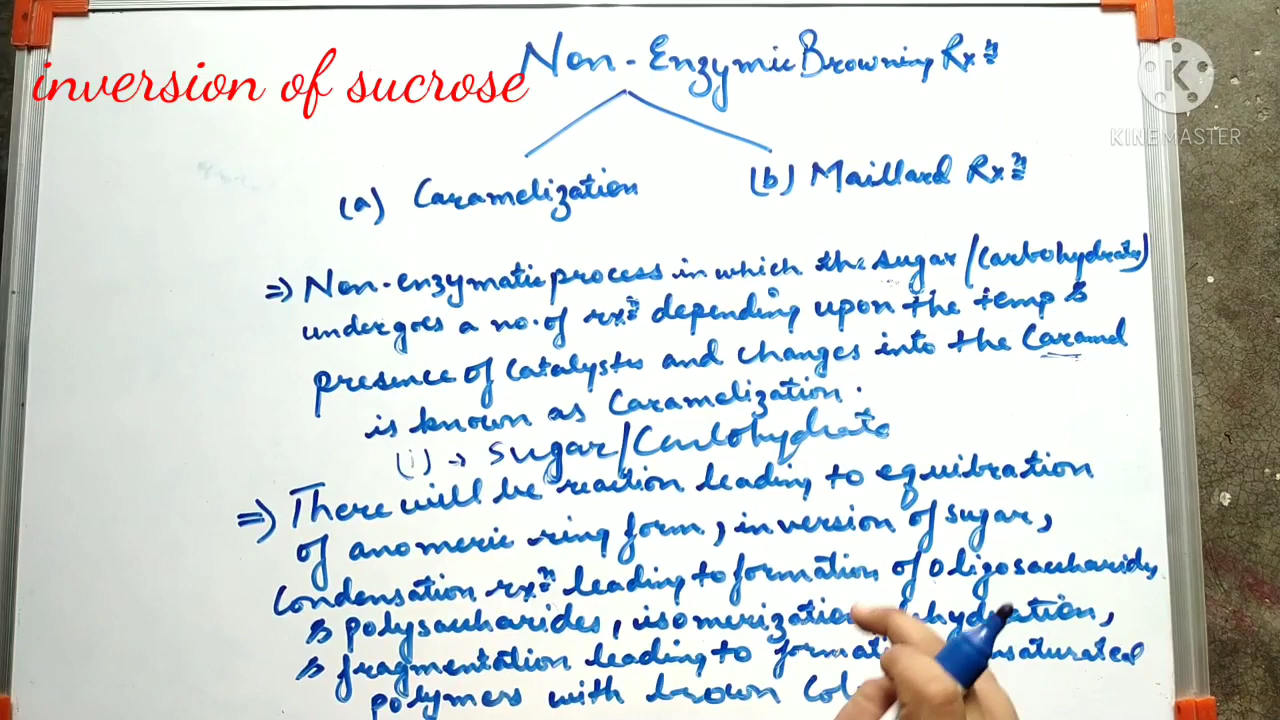 inversion of sucrose
Non-Enzymic Browning Rxn
KINEMASTER
(a) Caramelization
(b) Maillard Rxn
=> Non-enzymatic process in which the sugar/(Carbohydrate)
undergoes a no. of rxn depending upon the temp &
presence of Catalysts and changes into the Caramel
is known as Caramelization.
(i) → Sugar/Carbohydrate
=> There will be reaction leading to equibration
of anomeric ring form, inversion of sugar,
Condensation rxn leading to formation of Oligosaccharides
& polysaccharides, isomerization,
& fragmentation leading to
polymers with brown